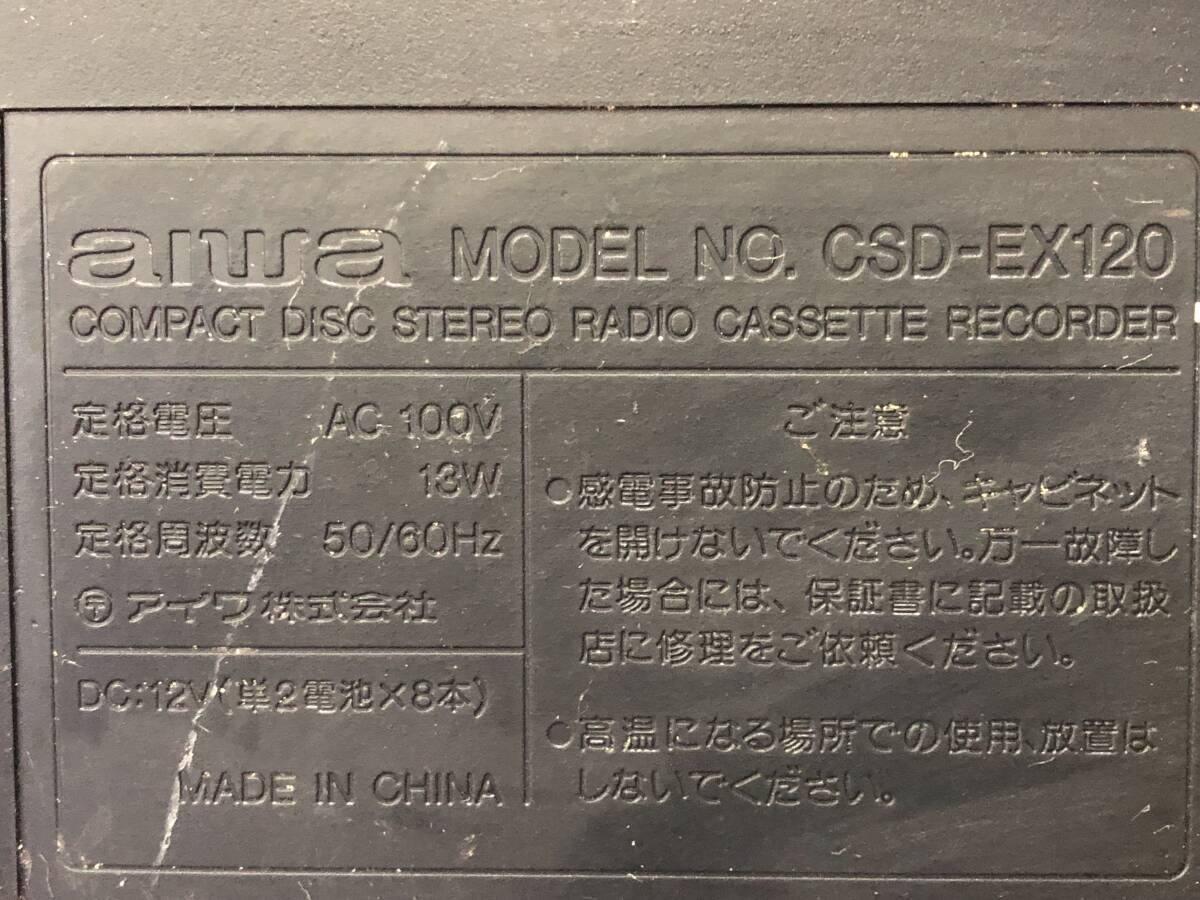 aiwa MODEL NO. CSD-EX120
COMPACT DISC STEREO RADIO CASSETTE RECORDER
定格電圧 AC 100V
定格消費電力 13W
定格周波数 50/60Hz
〶 アイワ株式会社
DC:12V(単2電池×8本)
MADE IN CHINA
ご注意
○感電事故防止のため、キャビネット
を開けないでください。万一故障し
た場合には、保証書に記載の取扱
店に修理をご依頼ください。
○高温になる場所での使用、放置は
しないでください。